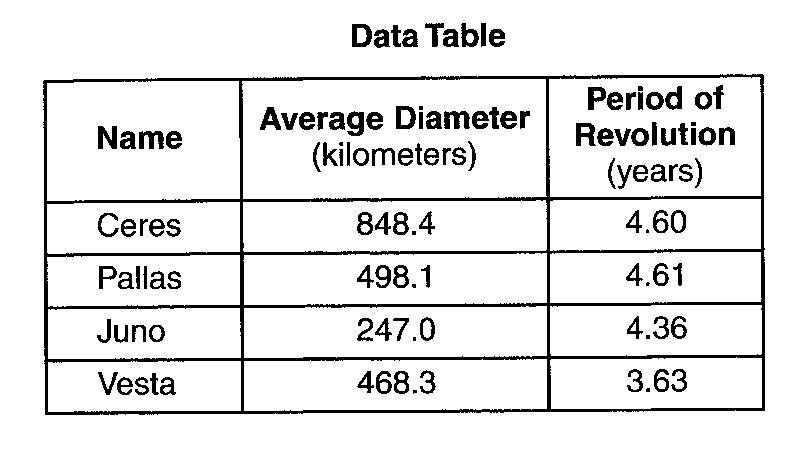 Data Table
Name
Average Diameter
(kilometers)
Period of
Revolution
(years)
Ceres 848.4 4.60
Pallas 498.1 4.61
Juno 247.0 4.36
Vesta 468.3 3.63